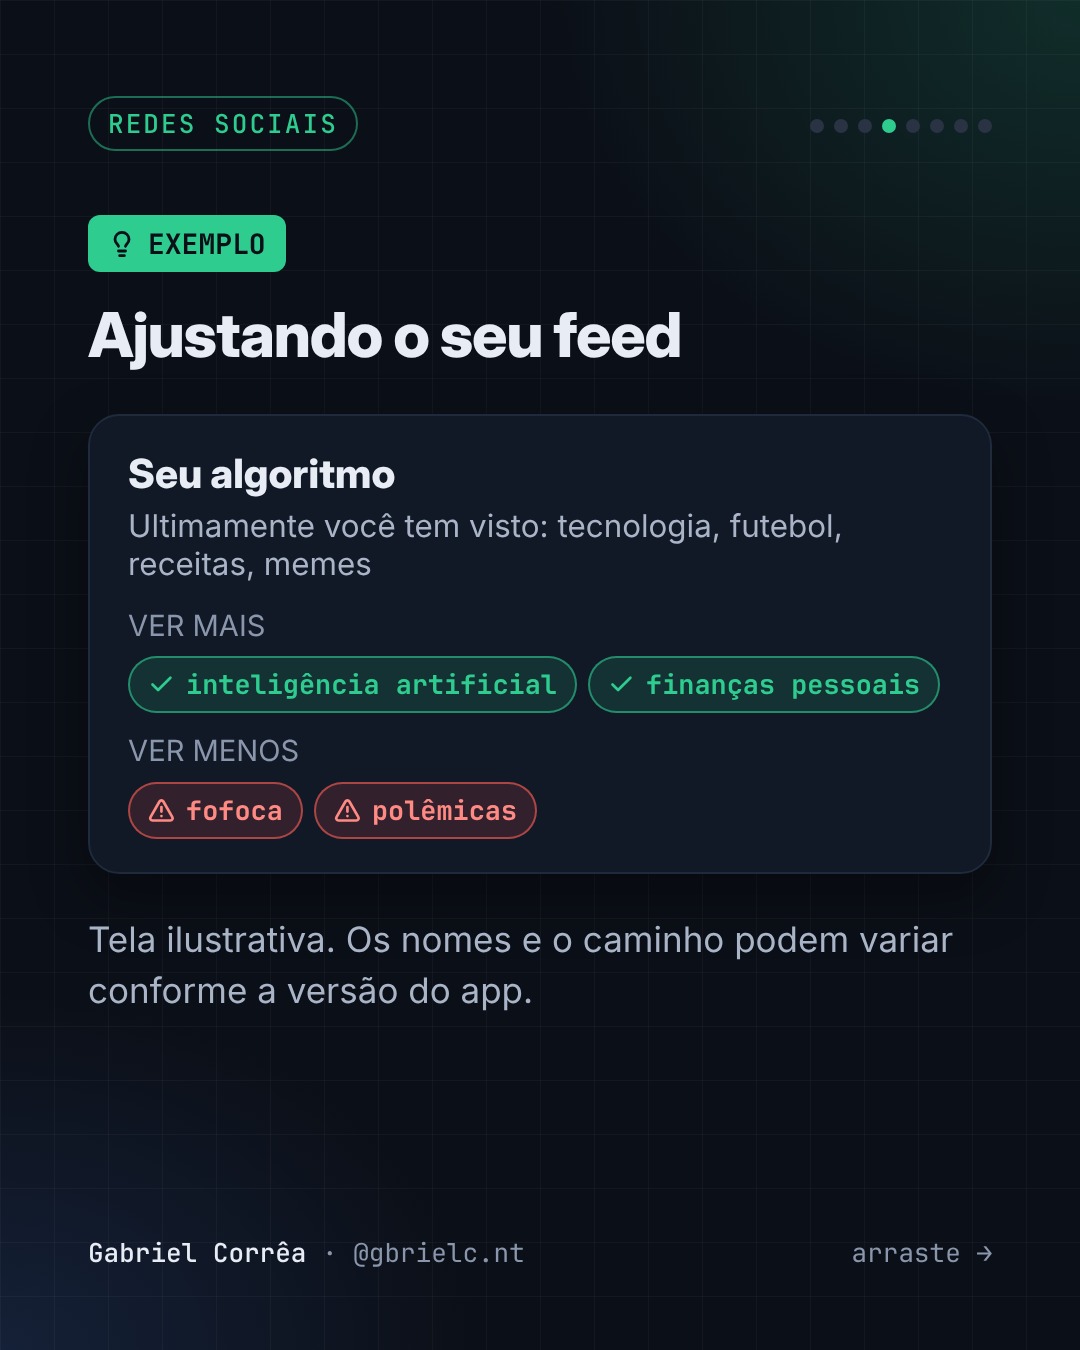 REDES SOCIAIS
EXEMPLO
Ajustando o seu feed
Seu algoritmo
Ultimamente você tem visto: tecnologia, futebol,
receitas, memes
VER MAIS
inteligência artificial
finanças pessoais
VER MENOS
fofoca
polêmicas
Tela ilustrativa. Os nomes e o caminho podem variar
conforme a versão do app.
Gabriel Corrêa · @gbrielc.nt
arraste →